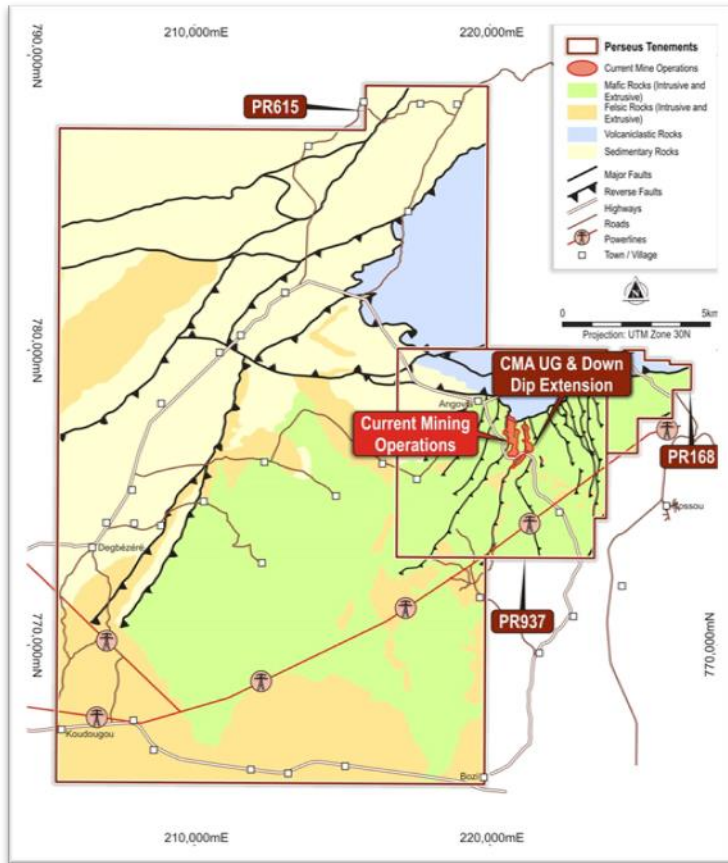 210,000mE
220,000mE
790,000mN
Perseus Tenements
Current Mine Operations
Mafic Rocks (Intrusive and
Extrusive)
Felsic Rocks (Intrusive and
Extrusive)
Volcaniclastic Rocks
Sedimentary Rocks
Major Faults
Reverse Faults
Highways
Roads
Powerlines
Town / Village
0
5km
Projection: UTM Zone 30N
PR615
780,000mN
CMA UG & Down
Dip Extension
Current Mining
Operations
PR168
Degbézéré
PR937
770,000mN
770,000mN
Koudougou
Bozi
210,000mE
220,000mE